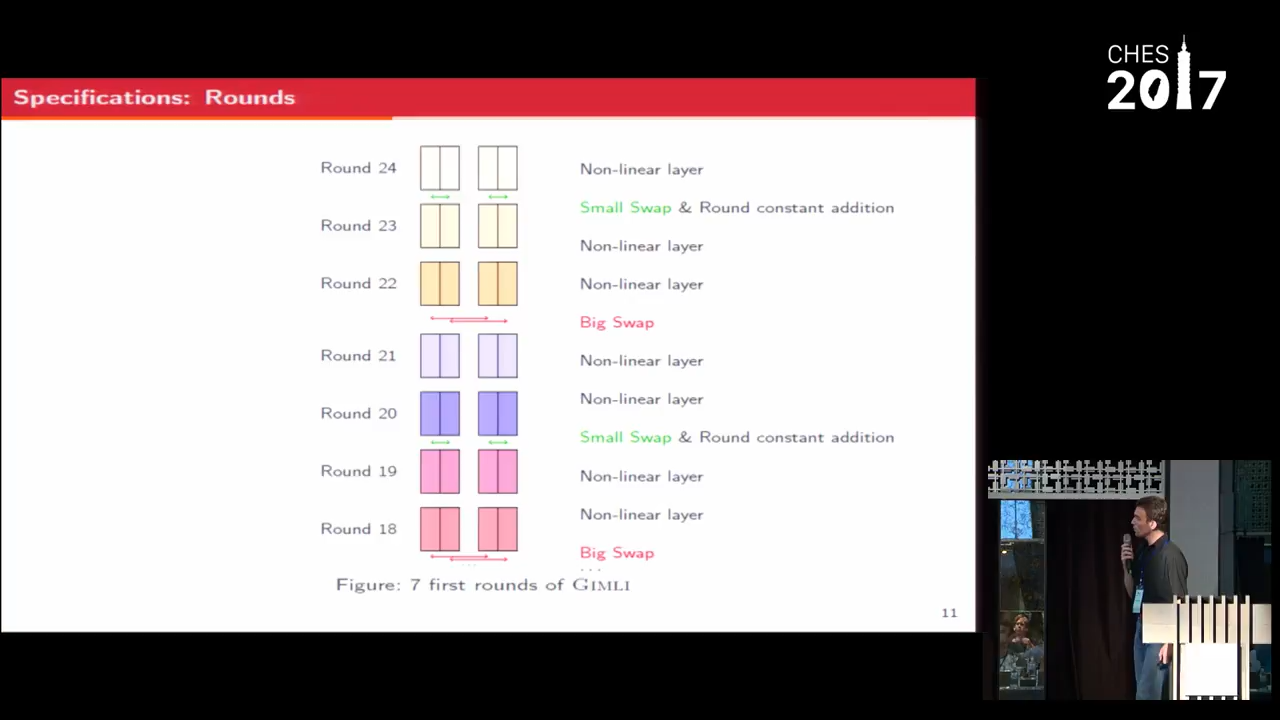 CHES
2017
Specifications: Rounds
Round 24
Non-linear layer
Small Swap & Round constant addition
Round 23
Non-linear layer
Round 22
Non-linear layer
Big Swap
Round 21
Non-linear layer
Round 20
Non-linear layer
Small Swap & Round constant addition
Round 19
Non-linear layer
Round 18
Non-linear layer
Big Swap
...
...
Figure: 7 first rounds of GIMLI
11